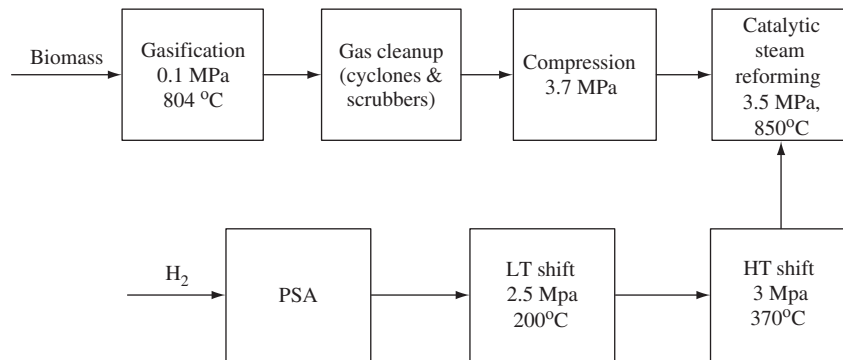 Biomass
Gasification
0.1 MPa
804 °C
Gas cleanup
(cyclones &
scrubbers)
Compression
3.7 MPa
Catalytic
steam
reforming
3.5 MPa,
850°C
H₂
PSA
LT shift
2.5 Mpa
200°C
HT shift
3 Mpa
370°C